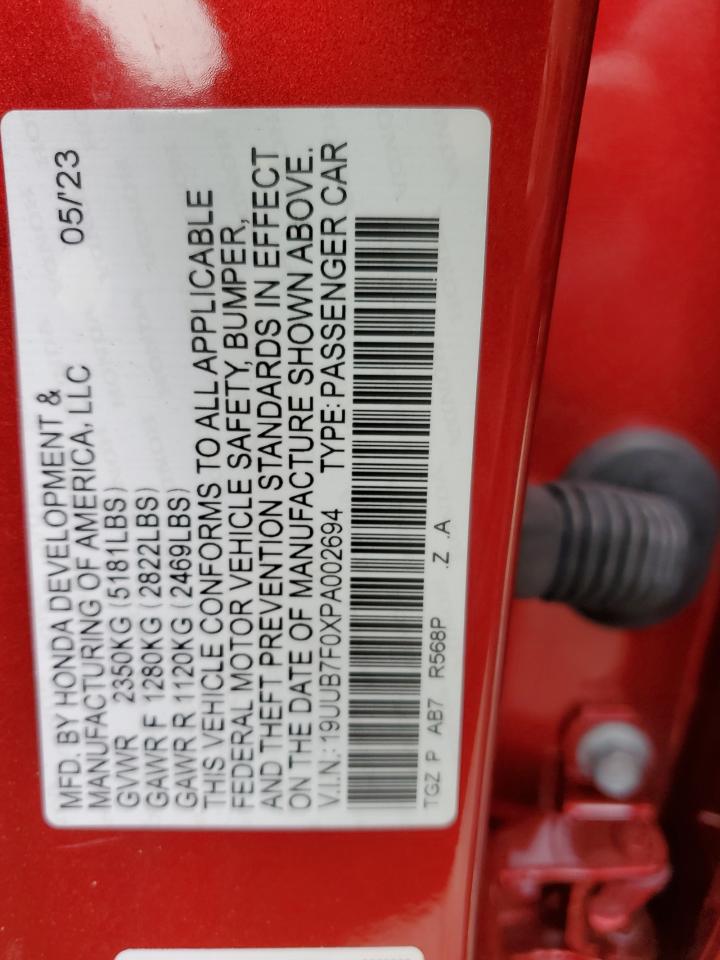 MFD. BY HONDA DEVELOPMENT &
MANUFACTURING OF AMERICA, LLC 05/'23
GVWR 2350KG (5181LBS)
GAWR F 1280KG (2822LBS)
GAWR R 1120KG (2469LBS)
THIS VEHICLE CONFORMS TO ALL APPLICABLE
FEDERAL MOTOR VEHICLE SAFETY, BUMPER,
AND THEFT PREVENTION STANDARDS IN EFFECT
ON THE DATE OF MANUFACTURE SHOWN ABOVE.
V.I.N.: 19UUB7F0XPA002694 TYPE: PASSENGER CAR
TGZ P AB7 R568P .Z .A